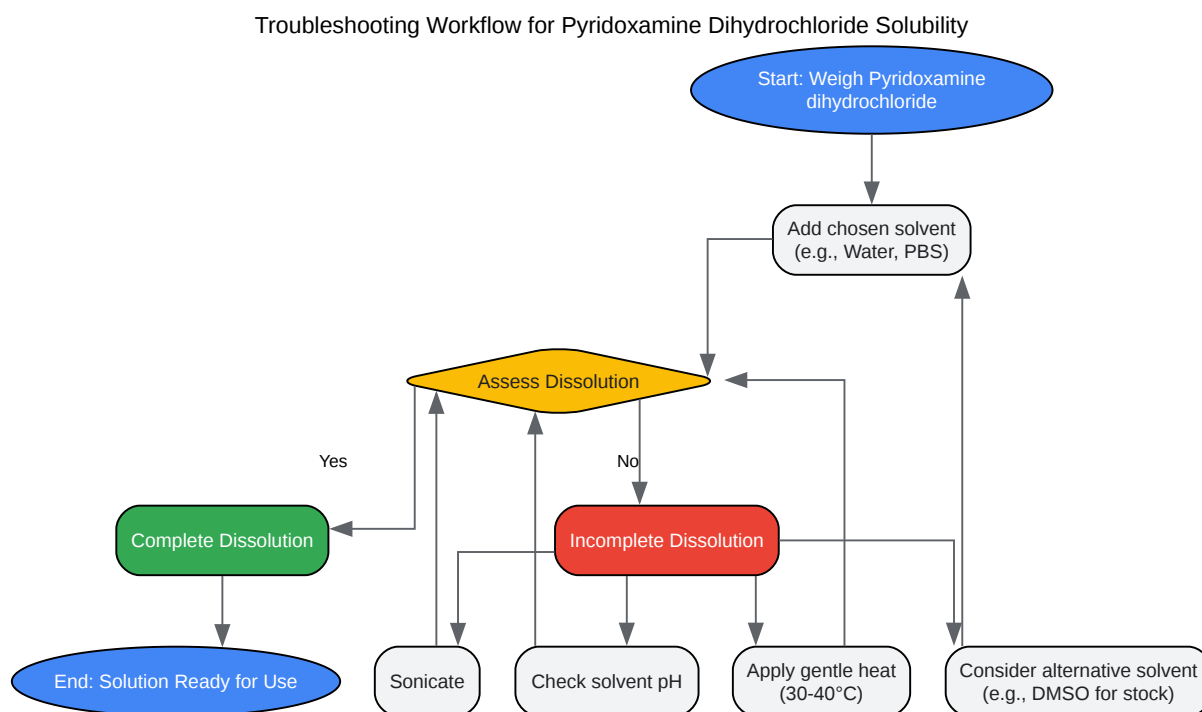 Troubleshooting Workflow for Pyridoxamine Dihydrochloride Solubility
Start: Weigh Pyridoxamine
dihydrochloride
Add chosen solvent
(e.g., Water, PBS)
Assess Dissolution
Yes
No
Complete Dissolution
Incomplete Dissolution
End: Solution Ready for Use
Sonicate
Check solvent pH
Apply gentle heat
(30-40°C)
Consider alternative solvent
(e.g., DMSO for stock)